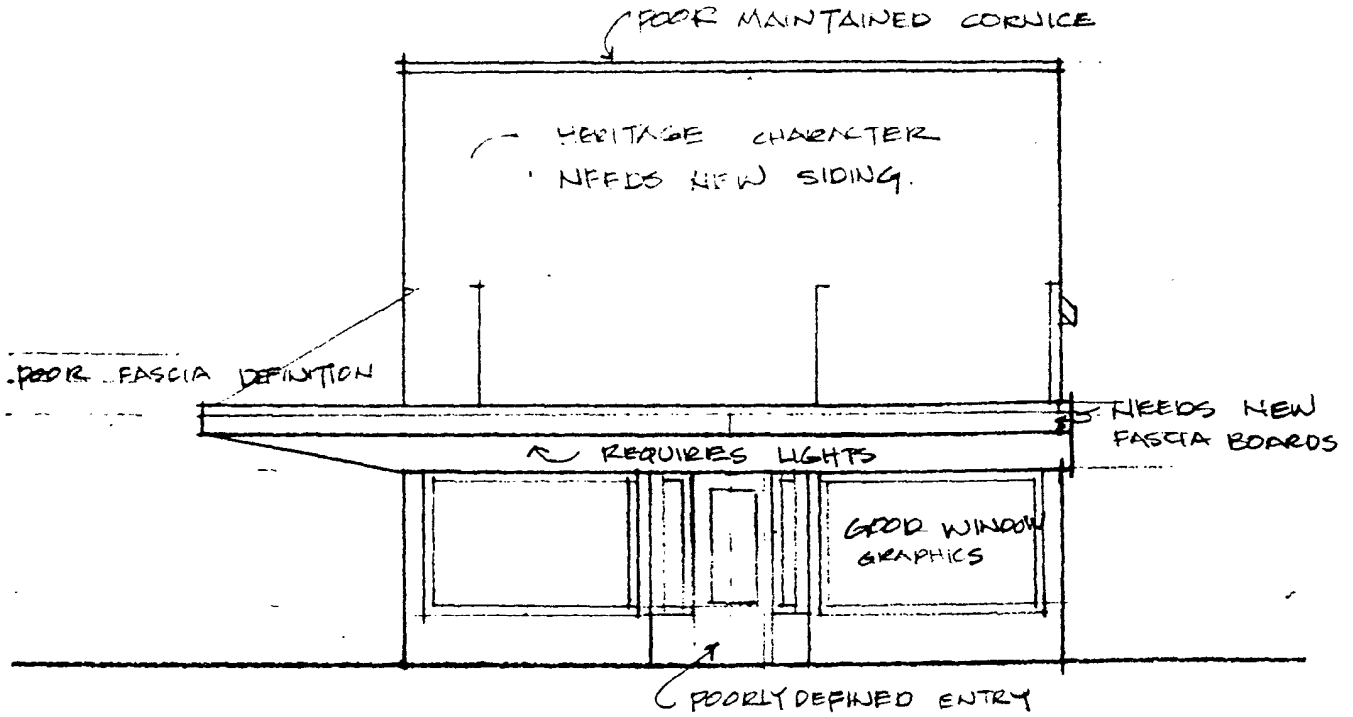 POOR MAINTAINED CORNICE
HERITAGE CHARACTER
NEEDS NEW SIDING.
POOR FASCIA DEFINITION
NEEDS NEW
FASCIA BOARDS
REQUIRES LIGHTS
GOOD WINDOW
GRAPHICS
POORLY DEFINED ENTRY